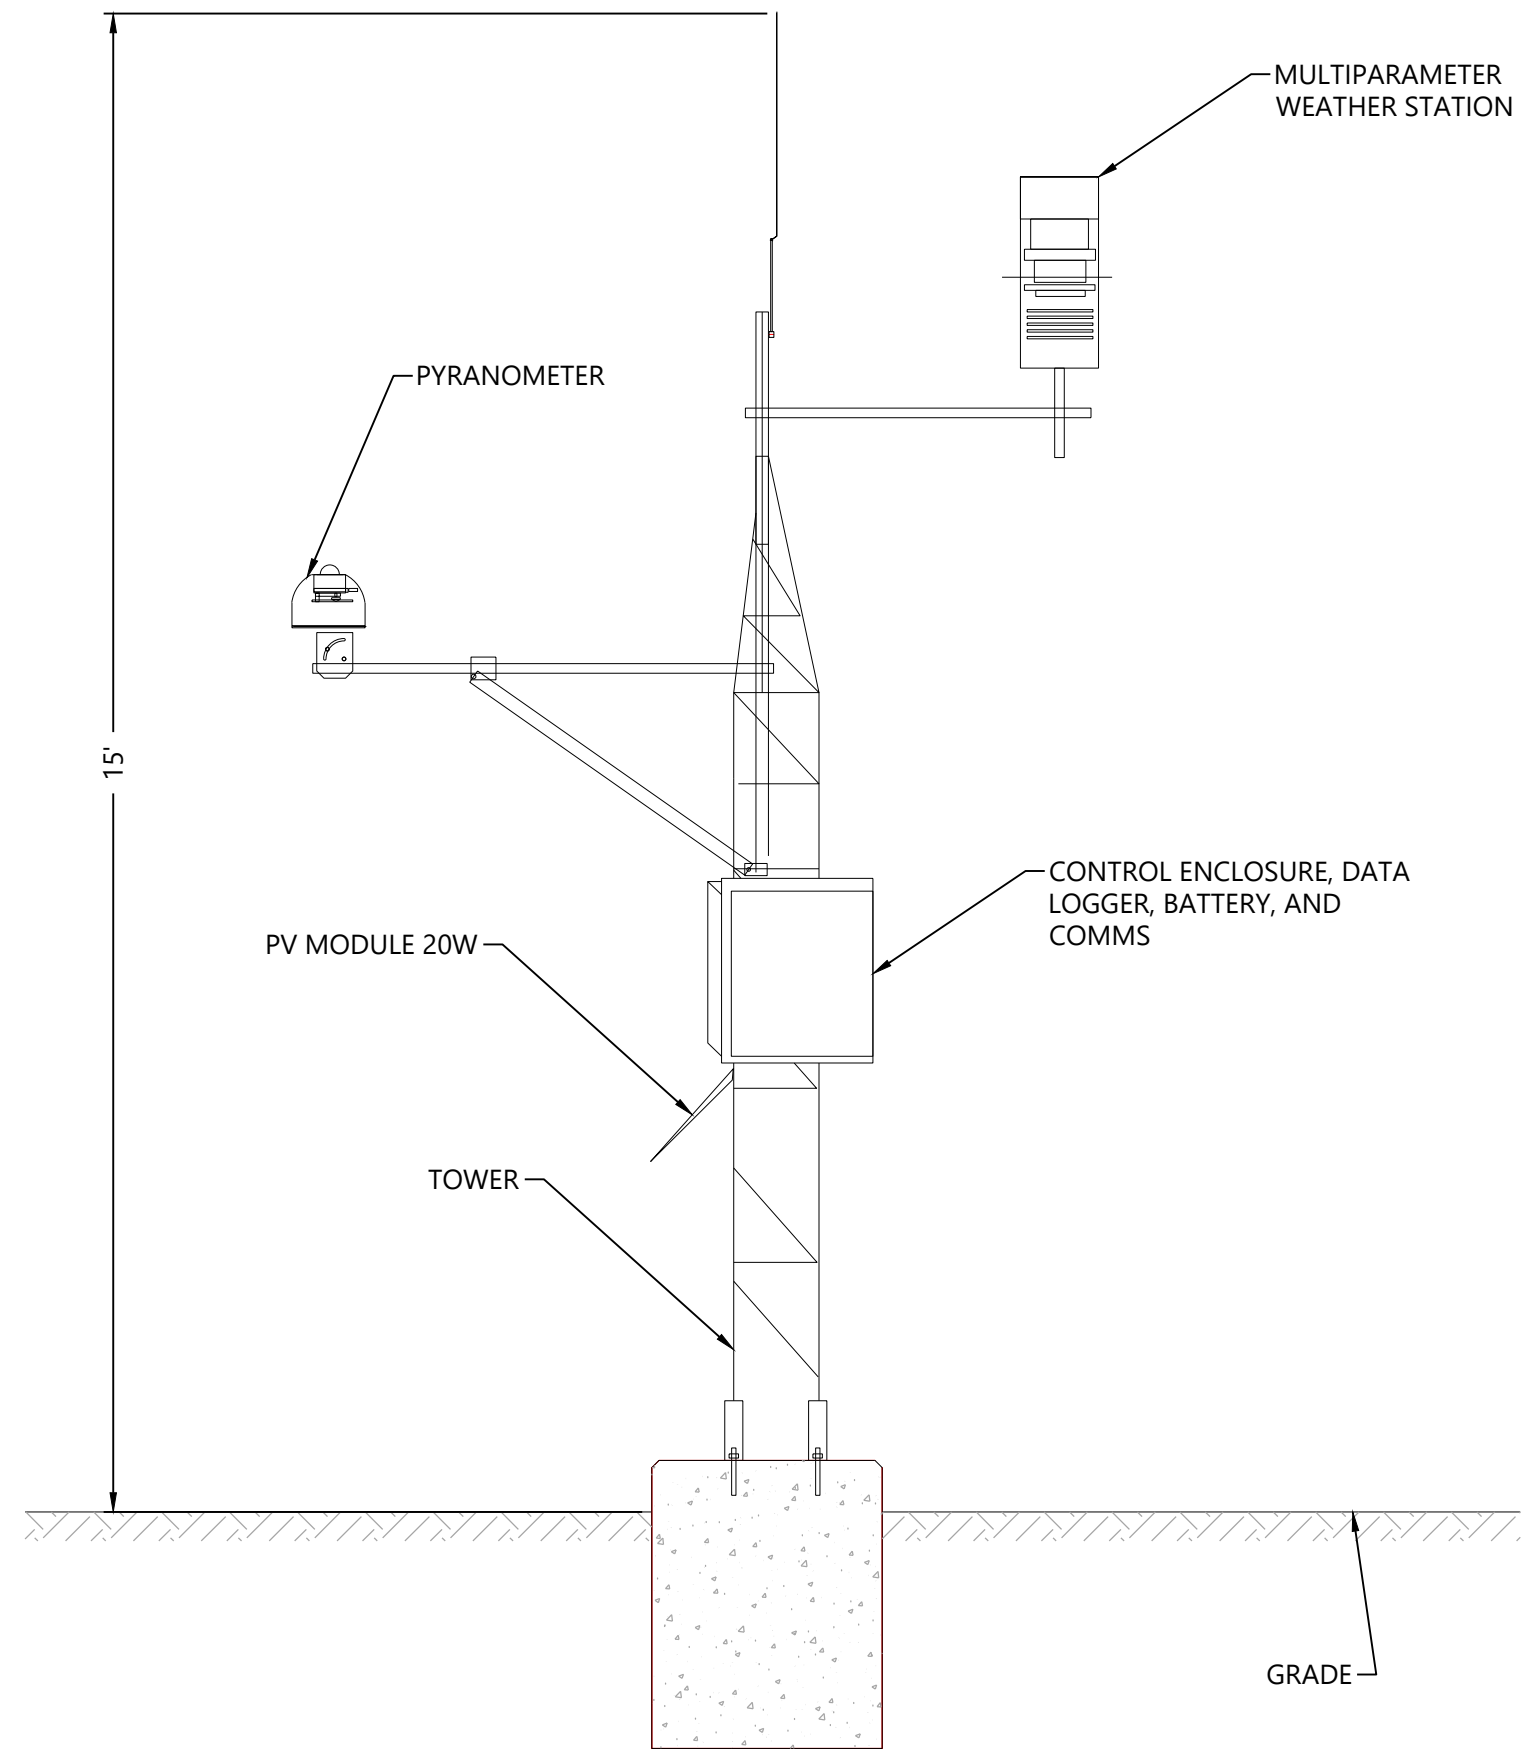 MULTIPARAMETER
WEATHER STATION
PYRANOMETER
15'
CONTROL ENCLOSURE, DATA
LOGGER, BATTERY, AND
COMMS
PV MODULE 20W
TOWER
GRADE